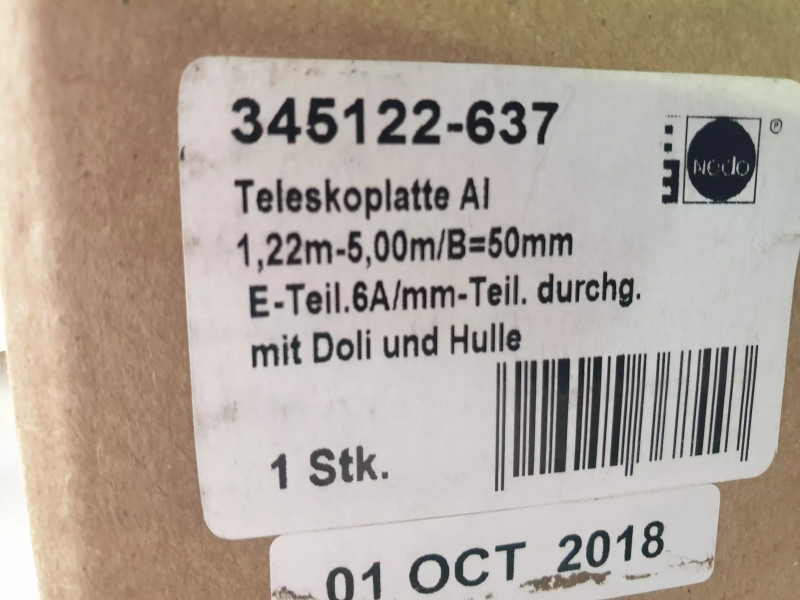 345122-637
Nedo
®
Teleskoplatte Al
1,22m-5,00m/B=50mm
E-Teil.6A/mm-Teil. durchg.
mit Doli und Hulle
1 Stk.
01 OCT 2018